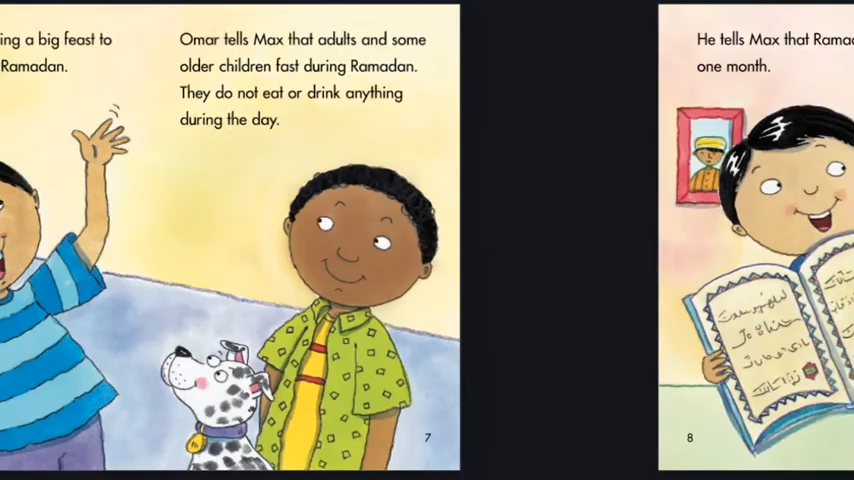 ing a big feast to
Ramadan.
Omar tells Max that adults and some
older children fast during Ramadan.
They do not eat or drink anything
during the day.
7
He tells Max that
one month.
8